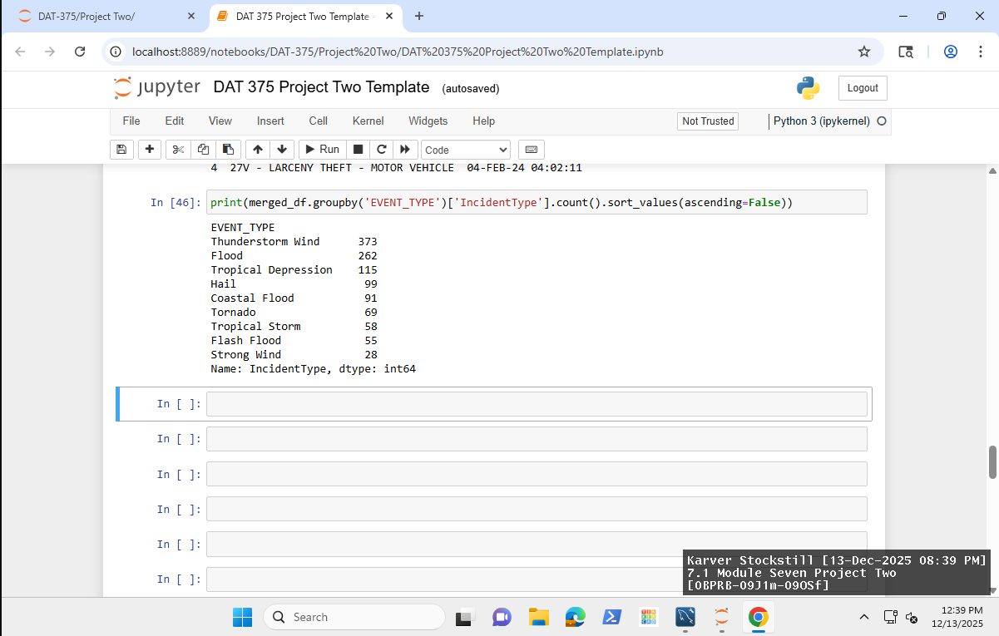 DAT-375/Project Two/
DAT 375 Project Two Template -
localhost:8889/notebooks/DAT-375/Project%20Two/DAT%20375%20Project%20Two%20Template.ipynb
jupyter DAT 375 Project Two Template (autosaved)
Logout
File Edit View Insert Cell Kernel Widgets Help
Not Trusted Python 3 (ipykernel)
Run Code
4 27V - LARCENY THEFT - MOTOR VEHICLE 04-FEB-24 04:02:11
In [46]: print(merged_df.groupby('EVENT_TYPE')['IncidentType'].count().sort_values(ascending=False))
EVENT_TYPE
Thunderstorm Wind 373
Flood 262
Tropical Depression 115
Hail 99
Coastal Flood 91
Tornado 69
Tropical Storm 58
Flash Flood 55
Strong Wind 28
Name: IncidentType, dtype: int64
In [ ]:
In [ ]:
In [ ]:
In [ ]:
In [ ]:
In [ ]:
Karver Stockstill [13-Dec-2025 08:39 PM]
7.1 Module Seven Project Two
[OBPRB-O9J1m-O9OSf]
Search
12:39 PM
12/13/2025